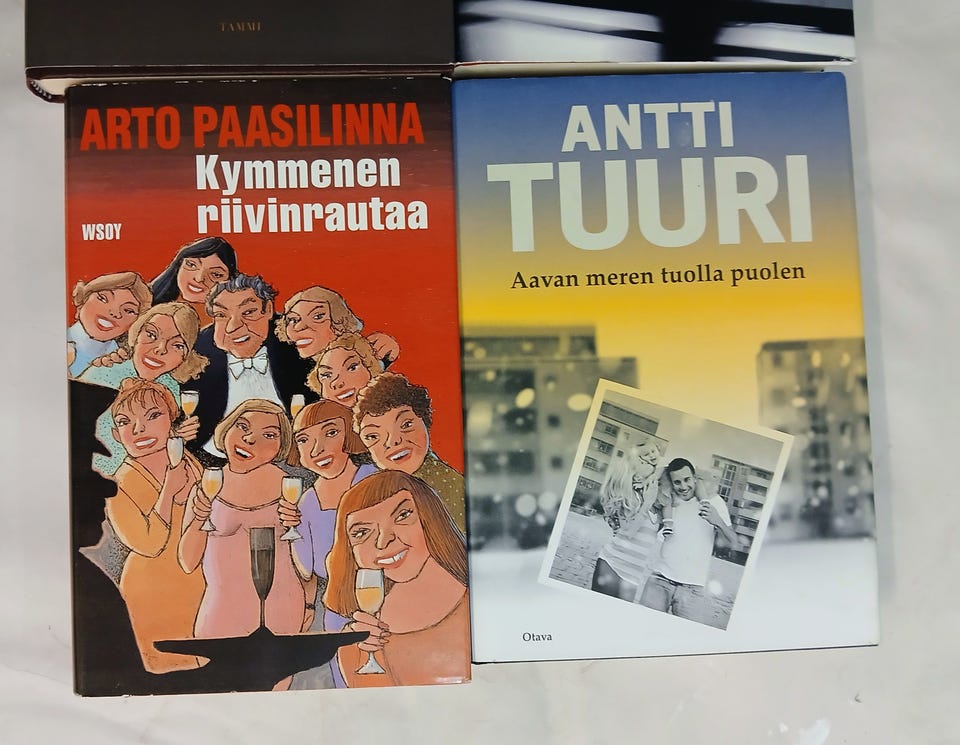 TAMMI
ARTO PAASILINNA
Kymmenen
riivinrautaa
WSOY
ANTTI
TUURI
Aavan meren tuolla puolen
Otava